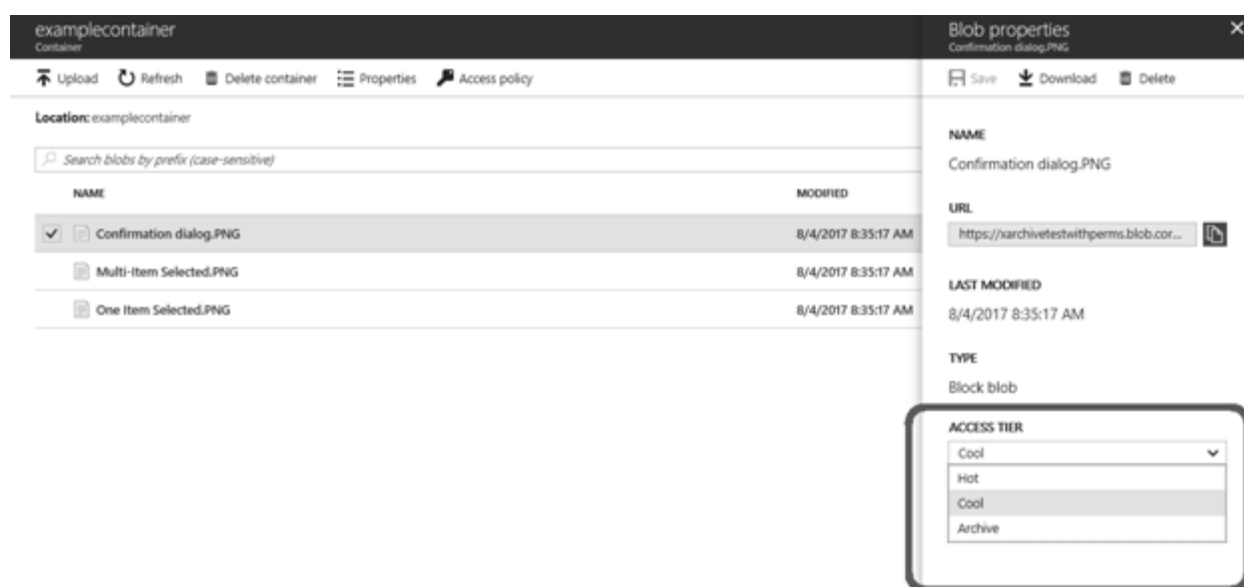 examplecontainer
Container
Upload Refresh Delete container Properties Access policy
Location: examplecontainer
Search blobs by prefix (case-sensitive)
NAME MODIFIED
Confirmation dialog.PNG 8/4/2017 8:35:17 AM
Multi-Item Selected.PNG 8/4/2017 8:35:17 AM
One Item Selected.PNG 8/4/2017 8:35:17 AM
Blob properties
Confirmation dialog.PNG
Save Download Delete
NAME
Confirmation dialog.PNG
URL
https://xarchivetestwithperms.blob.cor...
LAST MODIFIED
8/4/2017 8:35:17 AM
TYPE
Block blob
ACCESS TIER
Cool
Hot
Cool
Archive